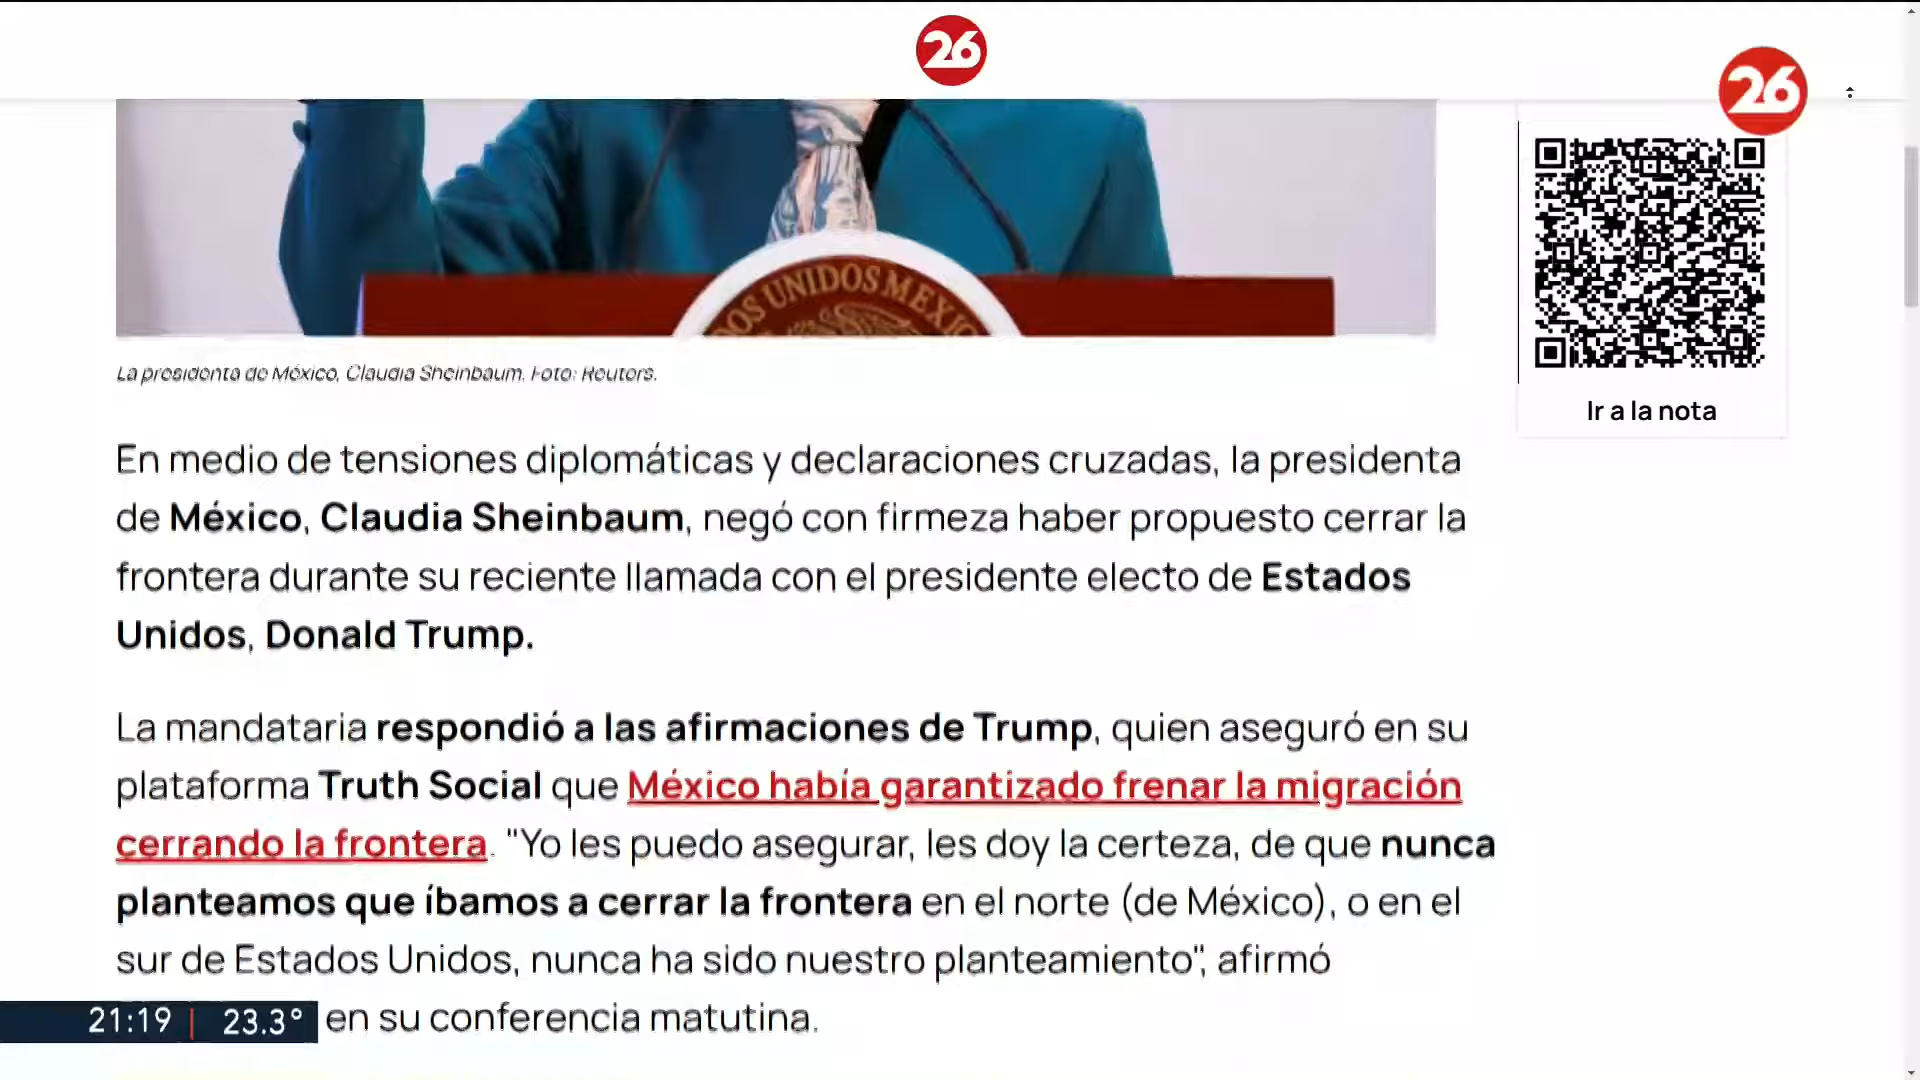 26
26
DOS UNIDOS MEXIC
La presidenta de México, Claudia Sheinbaum. Foto: Reuters.
Ir a la nota
En medio de tensiones diplomáticas y declaraciones cruzadas, la presidenta
de México, Claudia Sheinbaum, negó con firmeza haber propuesto cerrar la
frontera durante su reciente llamada con el presidente electo de Estados
Unidos, Donald Trump.
La mandataria respondió a las afirmaciones de Trump, quien aseguró en su
plataforma Truth Social que México había garantizado frenar la migración
cerrando la frontera. "Yo les puedo asegurar, les doy la certeza, de que nunca
planteamos que íbamos a cerrar la frontera en el norte (de México), o en el
sur de Estados Unidos, nunca ha sido nuestro planteamiento", afirmó
en su conferencia matutina.
21:19 | 23.3°